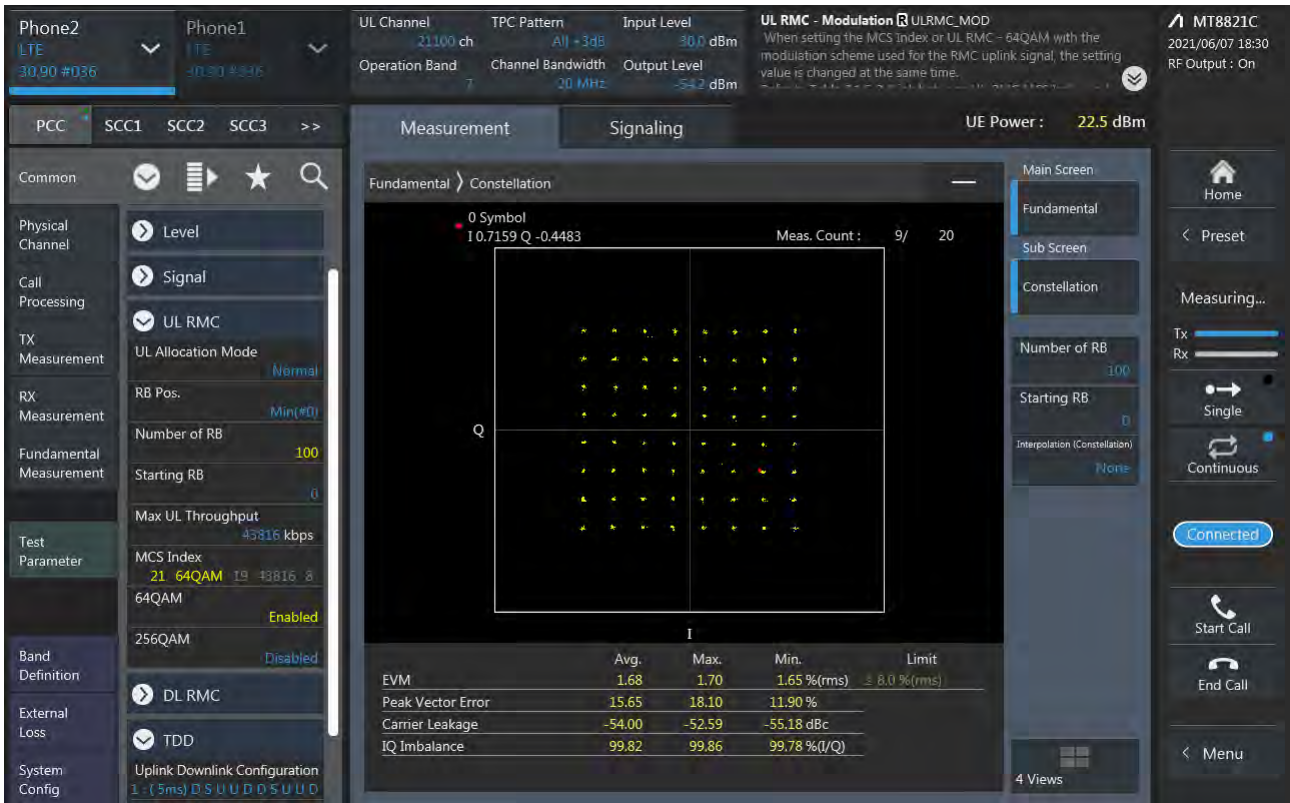 Phone2
LTE
30.90 #036
Phone1
LTE
30.90 #036
UL Channel
21100 ch
Operation Band
7
TPC Pattern
All +3dB
Channel Bandwidth
20 MHz
Input Level
30.0 dBm
Output Level
-54.2 dBm
UL RMC - Modulation R ULRMC_MOD
When setting the MCS Index or UL RMC – 64QAM with the
modulation scheme used for the RMC uplink signal, the setting
value is changed at the same time.
MT8821C
2021/06/07 18:30
RF Output : On
PCC SCC1 SCC2 SCC3 >>
Measurement
Signaling
UE Power : 22.5 dBm
Common
Physical
Channel
Call
Processing
TX
Measurement
RX
Measurement
Fundamental
Measurement
Test
Parameter
Band
Definition
External
Loss
System
Config
Level
Signal
UL RMC
UL Allocation Mode
Normal
RB Pos.
Min(#0)
Number of RB
100
Starting RB
0
Max UL Throughput
43816 kbps
MCS Index
21 64QAM 19 43816 8
64QAM
Enabled
256QAM
Disabled
DL RMC
TDD
Uplink Downlink Configuration
1 : ( 5ms) D S U U D D S U U D
Fundamental 〉 Constellation
0 Symbol
I 0.7159 Q -0.4483
Meas. Count : 9/ 20
Q
I
Avg. Max. Min. Limit
EVM 1.68 1.70 1.65 %(rms) ≤ 8.0 %(rms)
Peak Vector Error 15.65 18.10 11.90 %
Carrier Leakage -54.00 -52.59 -55.18 dBc
IQ Imbalance 99.82 99.86 99.78 %(I/Q)
Main Screen
Fundamental
Sub Screen
Constellation
Number of RB
100
Starting RB
0
Interpolation (Constellation)
None
4 Views
Home
< Preset
Measuring...
Tx
Rx
Single
Continuous
Connected
Start Call
End Call
< Menu